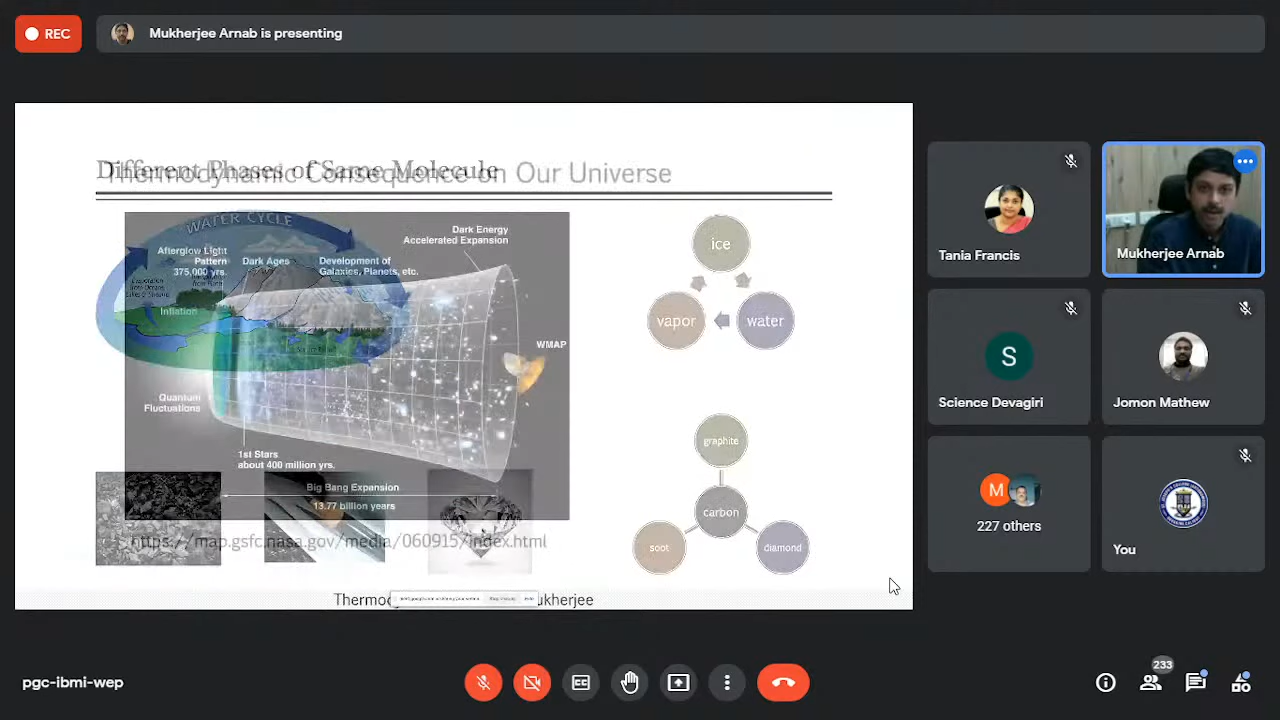 REC
Mukherjee Arnab is presenting
Different Phases of Same Molecule
Thermodynamic Consequence on Our Universe
WATER CYCLE
Dark Energy
Accelerated Expansion
Afterglow Light
Pattern
375,000 yrs.
Dark Ages
Development of
Galaxies, Planets, etc.
Inflation
WMAP
Quantum
Fluctuations
1st Stars
about 400 million yrs.
Big Bang Expansion
13.77 billion years
https://map.gsfc.nasa.gov/media/060915/index.html
ice
vapor
water
graphite
carbon
soot
diamond
Tania Francis
Mukherjee Arnab
S
Science Devagiri
Jomon Mathew
M
227 others
You
pgc-ibmi-wep
CC
233